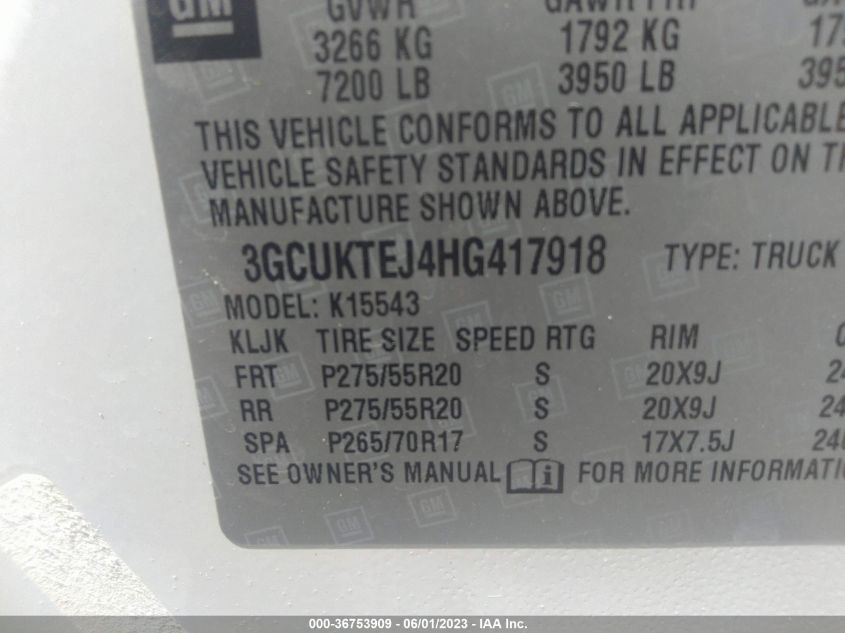 GM
GVWR GAWR FRT
3266 KG 1792 KG
7200 LB 3950 LB
THIS VEHICLE CONFORMS TO ALL APPLICABLE
VEHICLE SAFETY STANDARDS IN EFFECT ON
MANUFACTURE SHOWN ABOVE.
3GCUKTEJ4HG417918 TYPE: TRUCK
MODEL: K15543
KLJK TIRE SIZE SPEED RTG RIM
FRT P275/55R20 S 20X9J
RR P275/55R20 S 20X9J
SPA P265/70R17 S 17X7.5J
SEE OWNER'S MANUAL i FOR MORE
000-36753909 - 06/01/2023 - IAA Inc.